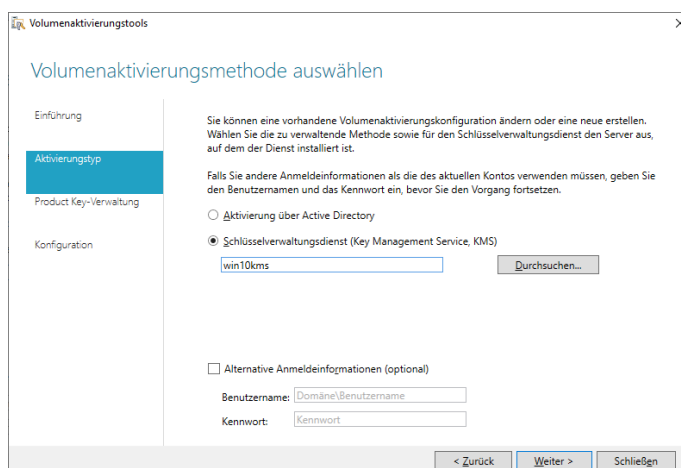 Volumenaktivierungstools
Volumenaktivierungsmethode auswählen
Einführung
Aktivierungstyp
Product Key-Verwaltung
Konfiguration
Sie können eine vorhandene Volumenaktivierungskonfiguration ändern oder eine neue erstellen.
Wählen Sie die zu verwaltende Methode sowie für den Schlüsselverwaltungsdienst den Server aus,
auf dem der Dienst installiert ist.
Falls Sie andere Anmeldeinformationen als die des aktuellen Kontos verwenden müssen, geben Sie
den Benutzernamen und das Kennwort ein, bevor Sie den Vorgang fortsetzen.
Aktivierung über Active Directory
Schlüsselverwaltungsdienst (Key Management Service, KMS)
win10kms
Durchsuchen...
Alternative Anmeldeinformationen (optional)
Benutzername: Domäne\Benutzername
Kennwort: Kennwort
< Zurück Weiter > Schließen